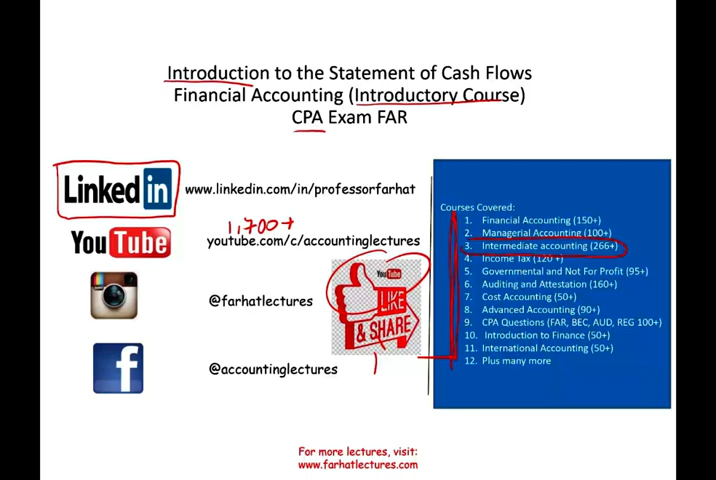 Introduction to the Statement of Cash Flows
Financial Accounting (Introductory Course)
CPA Exam FAR
Linked in
www.linkedin.com/in/professorfarhat
1,700+
YouTube
youtube.com/c/accountinglectures
YouTube
LIKE
& SHARE
@farhatlectures
f
@accountinglectures
Courses Covered:
1. Financial Accounting (150+)
2. Managerial Accounting (100+)
3. Intermediate accounting (266+)
4. Income Tax (120+)
5. Governmental and Not For Profit (95+)
6. Auditing and Attestation (160+)
7. Cost Accounting (50+)
8. Advanced Accounting (90+)
9. CPA Questions (FAR, BEC, AUD, REG 100+)
10. Introduction to Finance (50+)
11. International Accounting (50+)
12. Plus many more
For more lectures, visit:
www.farhatlectures.com